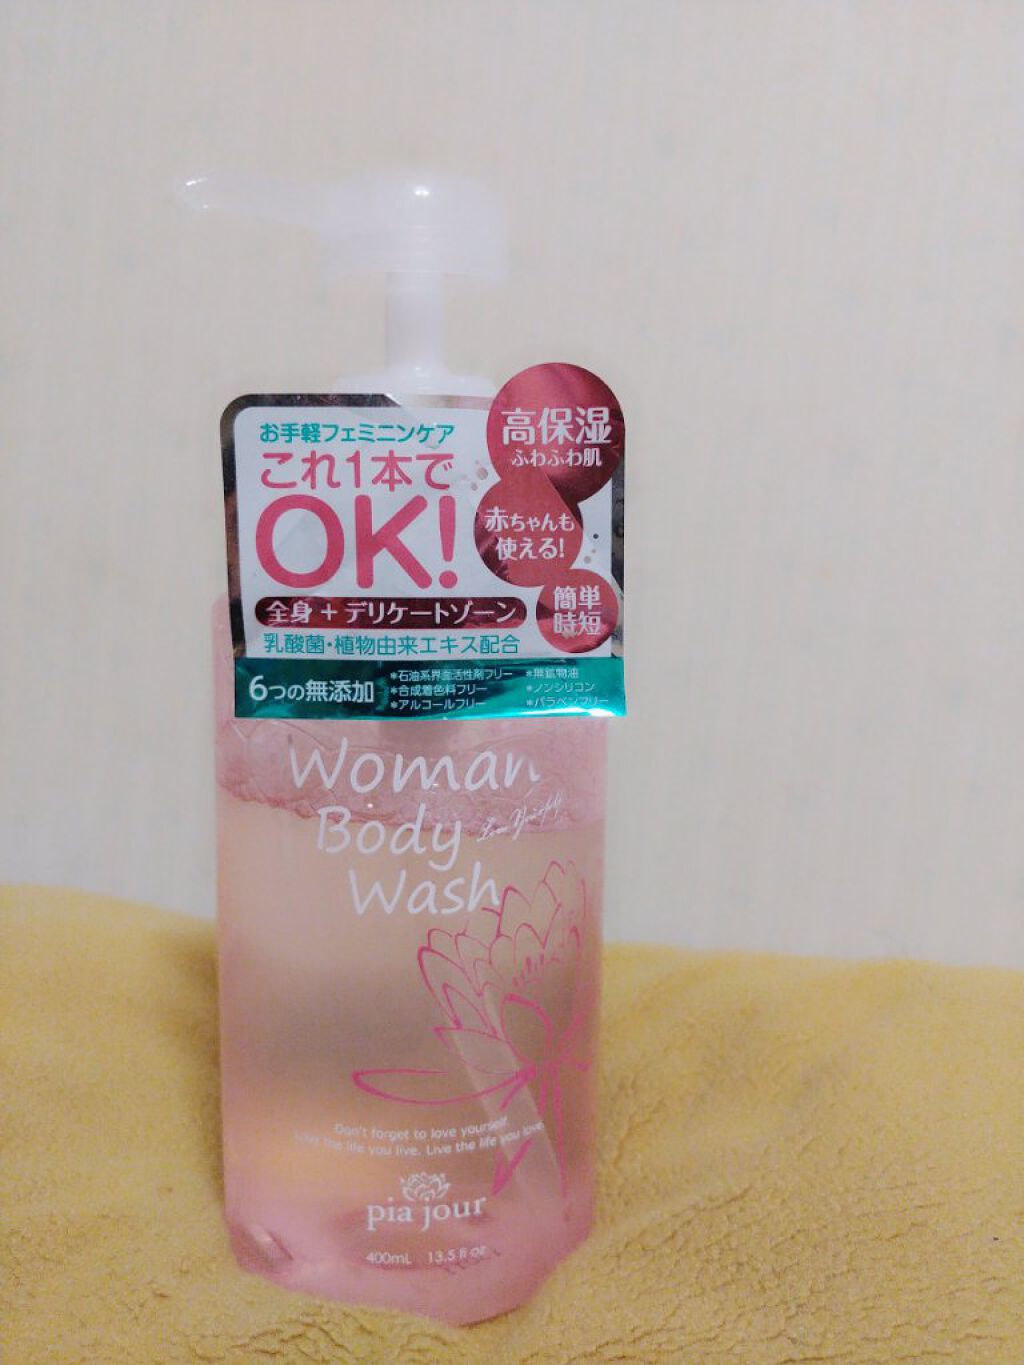 お手軽フェミニンケア
これ1本で
OK!
全身+デリケートゾーン
乳酸菌・植物由来エキス配合
高保湿
ふわふわ肌
赤ちゃんも
使える!
簡単
時短
6つの無添加
*石油系界面活性剤フリー *無鉱物油
*合成着色料フリー *ノンシリコン
*アルコールフリー *パラベンフリー
Woman
Body
Wash
Don't forget to love yourself.
Live the life you live. Live the life you love
pia jour
400mL 13.5 fl oz